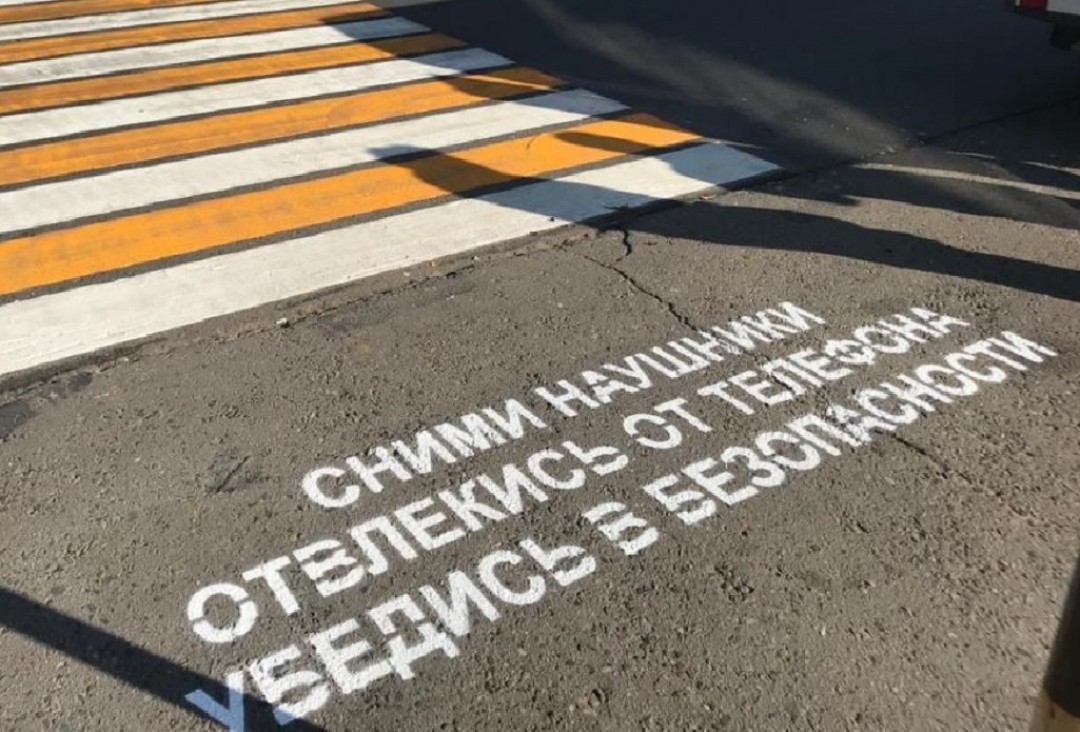 СНИМИ НАУШНИКИ
ОТВЛЕКИСЬ ОТ ТЕЛЕФОНА
УБЕДИСЬ В БЕЗОПАСНОСТИ